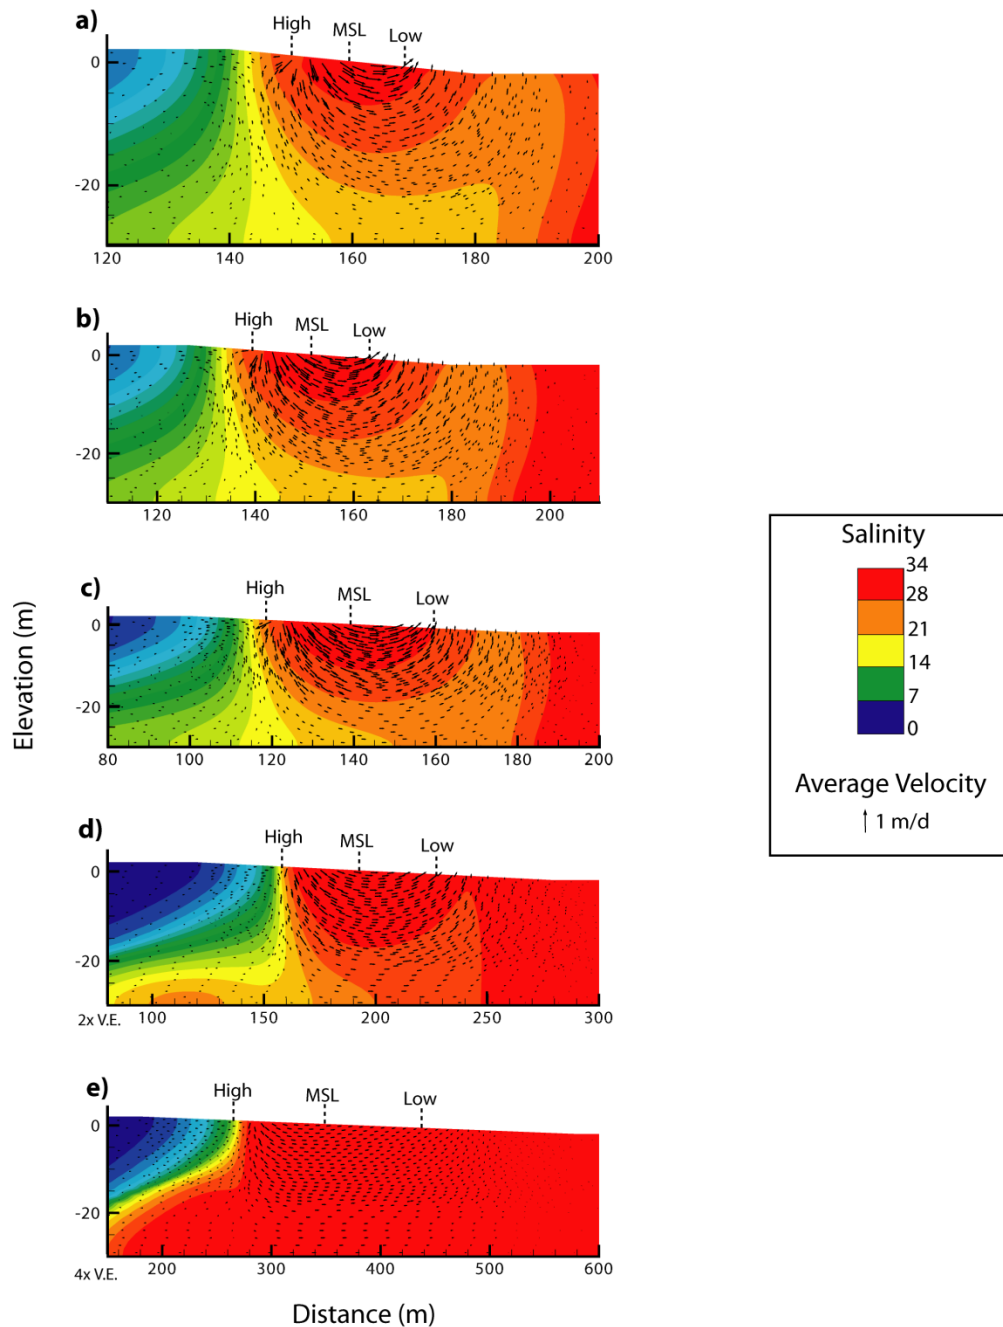 a)
High
MSL
Low
0
-20
120
140
160
180
200
b)
High
MSL
Low
0
-20
120
140
160
180
200
c)
High
MSL
Low
0
-20
80
100
120
140
160
180
200
d)
High
MSL
Low
0
-20
2x V.E.
100
150
200
250
300
e)
High
MSL
Low
0
-20
4x V.E.
200
300
400
500
600
Elevation (m)
Distance (m)
Salinity
34
28
21
14
7
0
Average Velocity
1 m/d